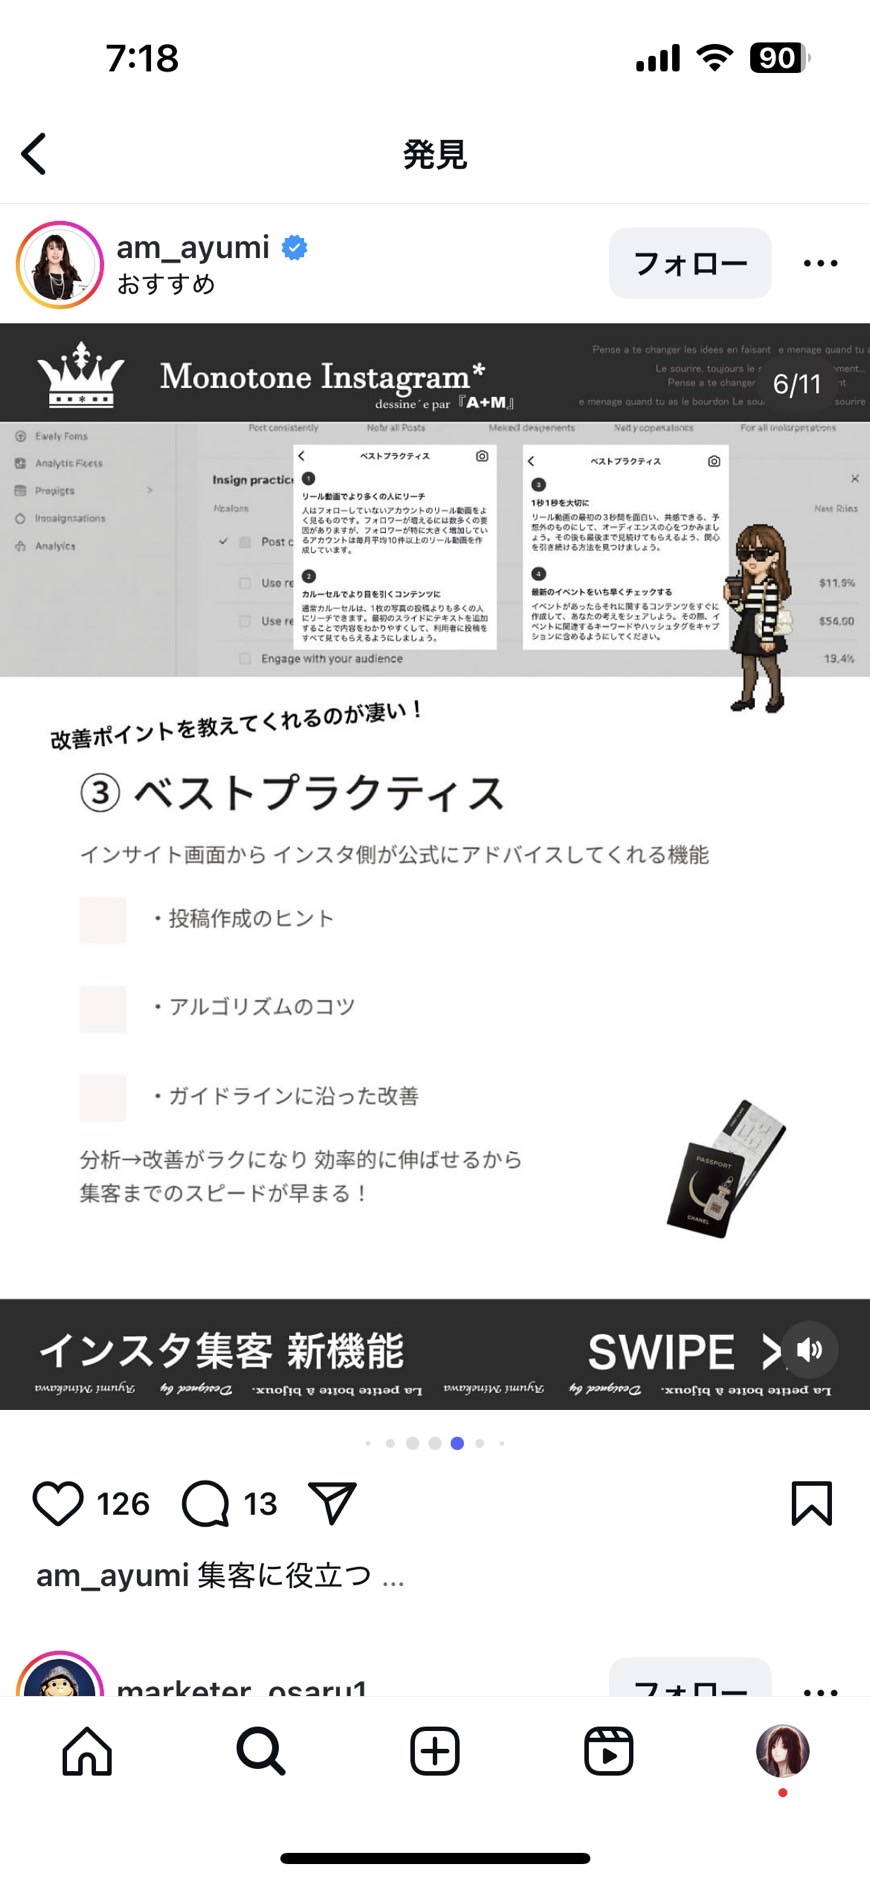 7:18
90
発見
am_ayumi
おすすめ
フォロー
Monotone Instagram*
dessine´e par 『A+M』
Pense a te changer les idees en faisant e menage quand tu
Le sourire, toujours le
Pense a te changer
e menage quand tu as le bourdon Le sou
sourire
6/11
Analytis Fleets
Analytics
Insign practic
Post c
Use re
Use re
Engage with your audience
$11.9%
$54.00
19.4%
ベストプラクティス
1
リール動画でより多くの人にリーチ
人はフォローしていないアカウントのリール動画をよ
く見るものです。フォロワーが増えるには数多くの要
因がありますが、フォロワーが特に大きく増加してい
るアカウントは毎月平均10件以上のリール動画を作
成しています。
2
カルーセルでより目を引くコンテンツに
通常カルーセルは、1枚の写真の投稿よりも多くの人
にリーチできます。最初のスライドにテキストを追加
することで内容をわかりやすくして、利用者に投稿を
すべて見てもらえるようにしましょう。
ベストプラクティス
3
1秒1秒を大切に
リール動画の最初の3秒間を面白い、共感できる、予
想外のものにして、オーディエンスの心をつかみまし
ょう。その後も最後まで見続けてもらえるよう、関心
を引き続ける方法を見つけましょう。
4
最新のイベントをいち早くチェックする
イベントがあったらそれに関するコンテンツをすぐに
作成して、あなたの考えをシェアしよう。その際、イ
ベントに関連するキーワードやハッシュタグをキャプ
ションに含めるようにしてください。
改善ポイントを教えてくれるのが凄い！
③ ベストプラクティス
インサイト画面から インスタ側が公式にアドバイスしてくれる機能
・投稿作成のヒント
・アルゴリズムのコツ
・ガイドラインに沿った改善
分析→改善がラクになり 効率的に伸ばせるから
集客までのスピードが早まる！
PASSPORT
CHANEL
インスタ集客 新機能
SWIPE
La petite boîte à bijoux. Designed by Ayumi Minekawa La petite boîte à bijoux. Designed by Ayumi Minekawa
126
13
am_ayumi 集客に役立つ ...
marketer_osaru1
フォロー